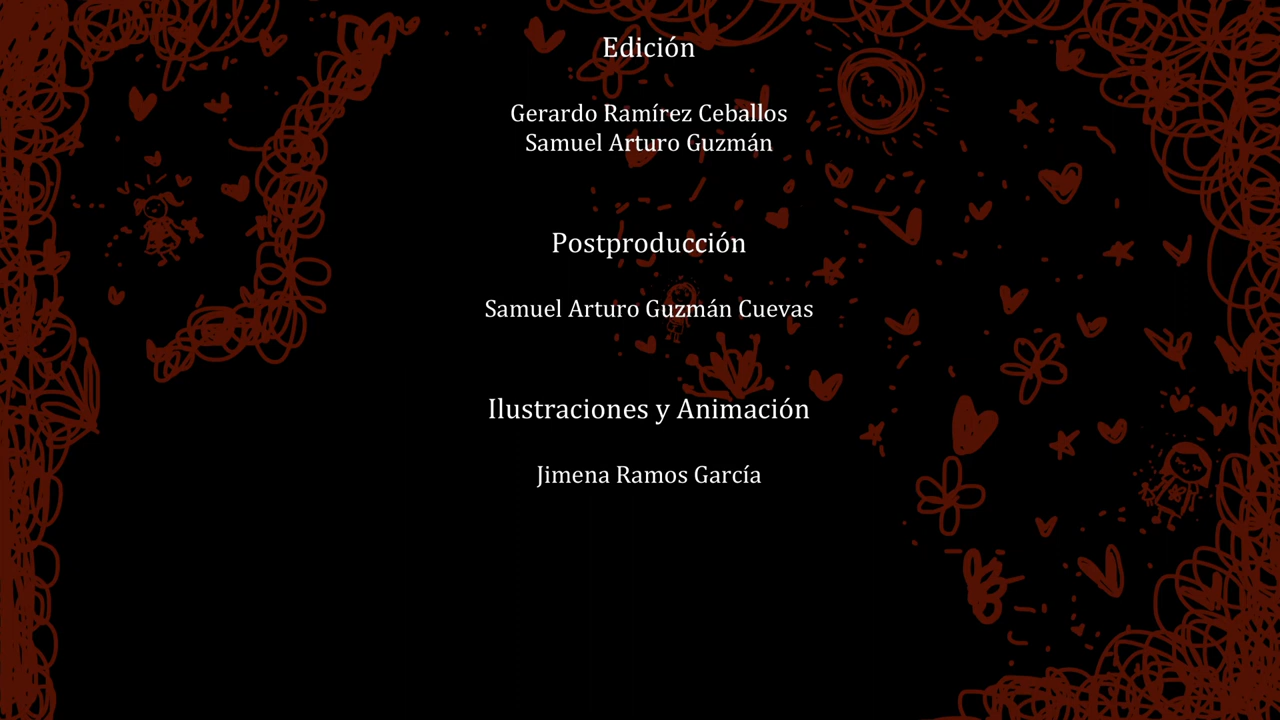 Edición
Gerardo Ramírez Ceballos
Samuel Arturo Guzmán
Postproducción
Samuel Arturo Guzmán Cuevas
Ilustraciones y Animación
Jimena Ramos García